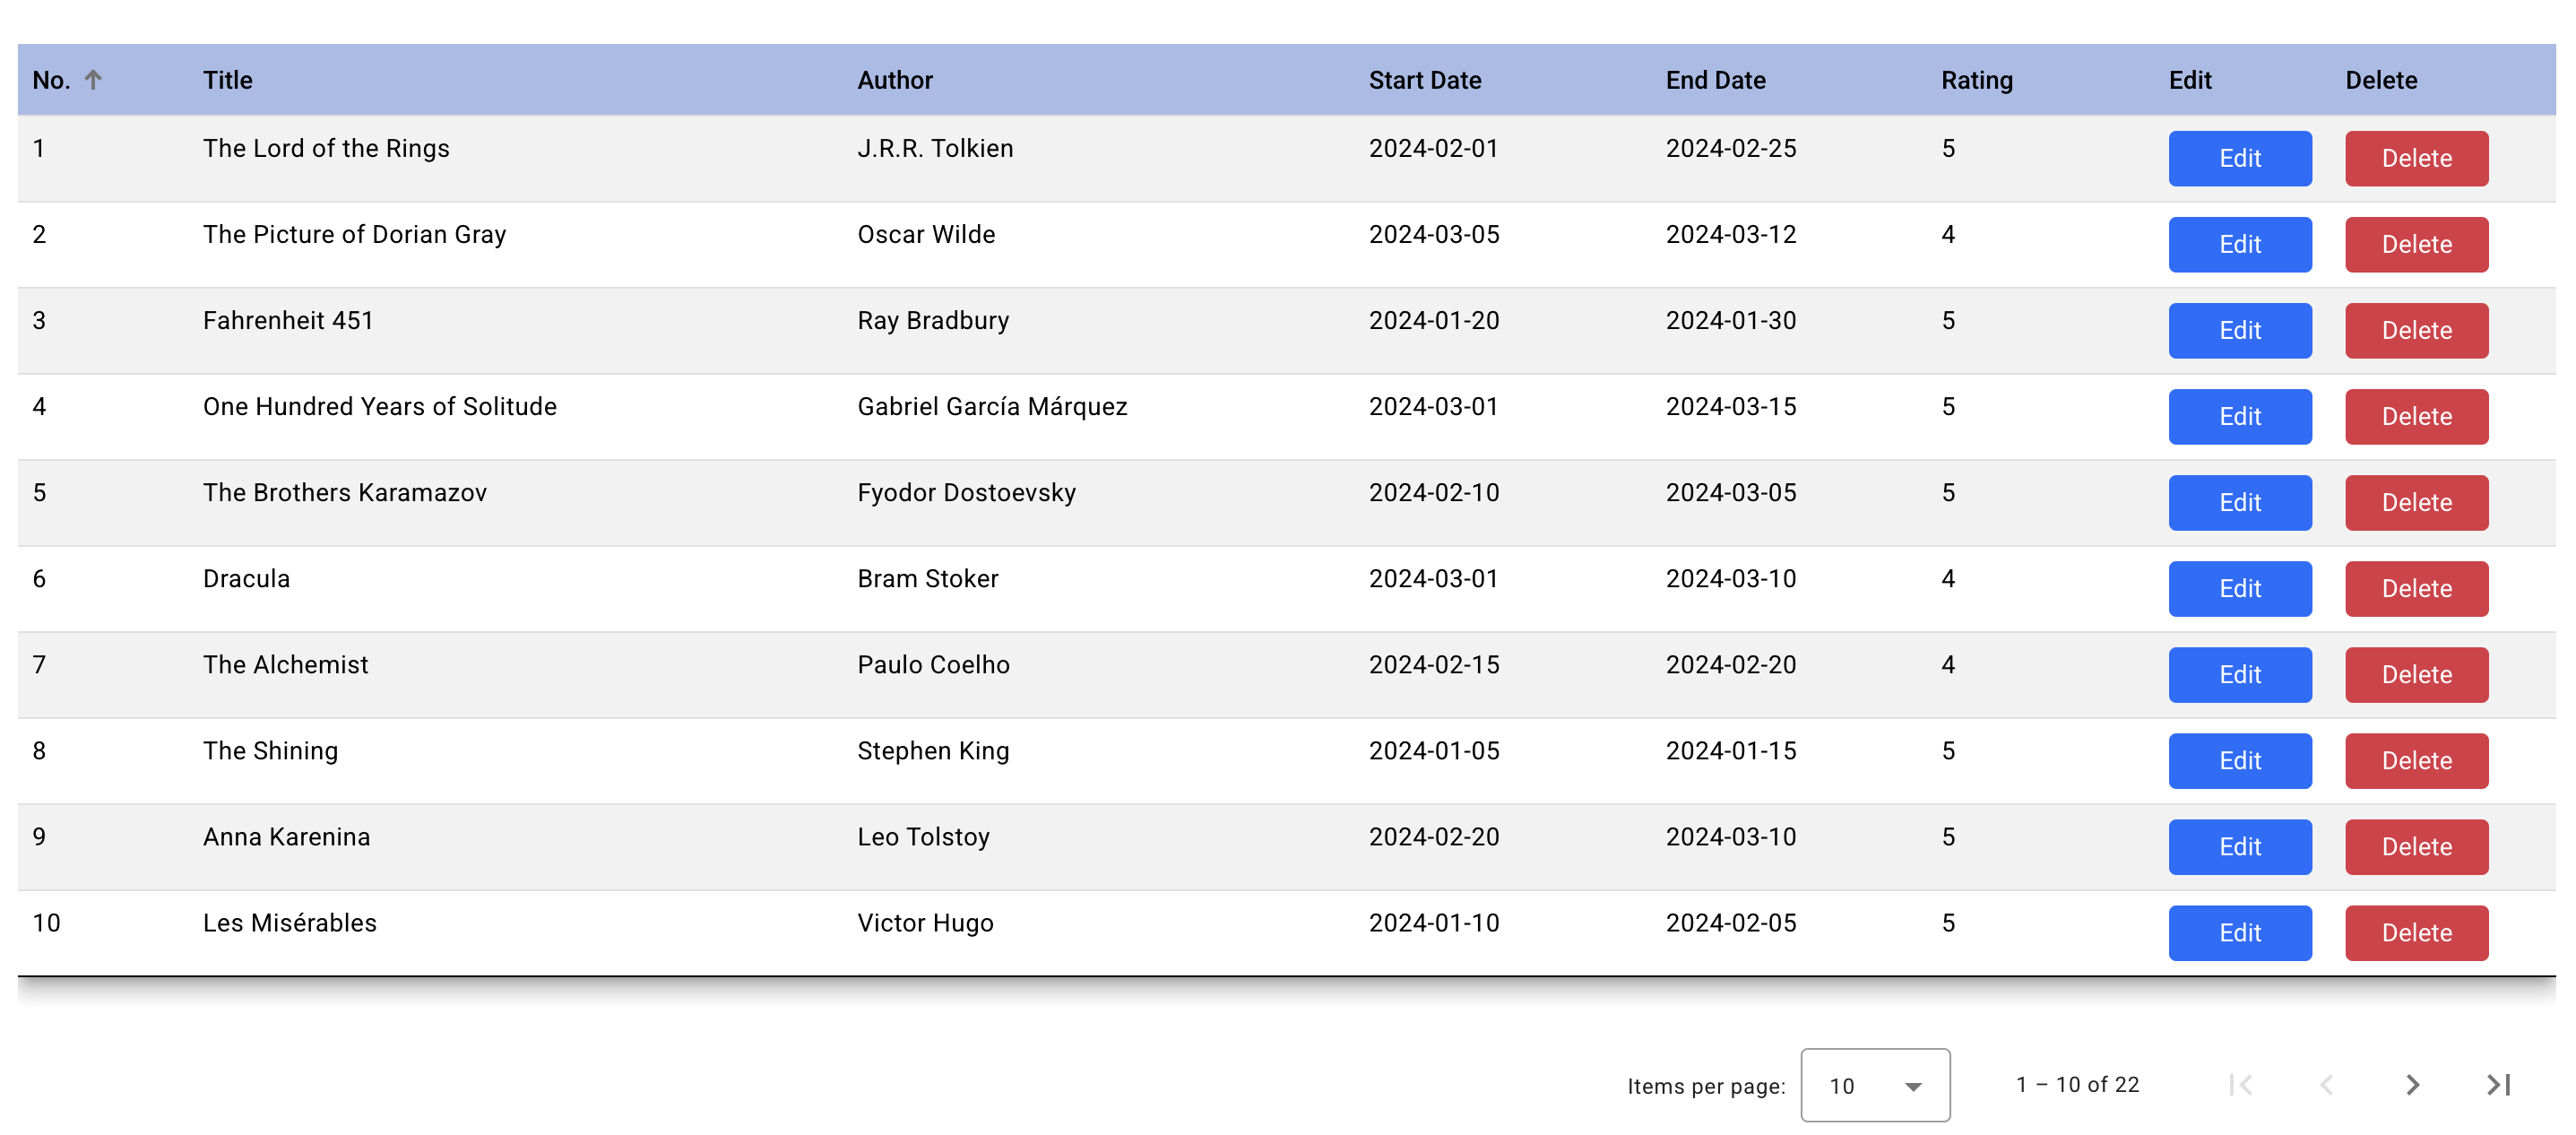 No. Title Author Start Date End Date Rating Edit Delete
1 The Lord of the Rings J.R.R. Tolkien 2024-02-01 2024-02-25 5 Edit Delete
2 The Picture of Dorian Gray Oscar Wilde 2024-03-05 2024-03-12 4 Edit Delete
3 Fahrenheit 451 Ray Bradbury 2024-01-20 2024-01-30 5 Edit Delete
4 One Hundred Years of Solitude Gabriel García Márquez 2024-03-01 2024-03-15 5 Edit Delete
5 The Brothers Karamazov Fyodor Dostoevsky 2024-02-10 2024-03-05 5 Edit Delete
6 Dracula Bram Stoker 2024-03-01 2024-03-10 4 Edit Delete
7 The Alchemist Paulo Coelho 2024-02-15 2024-02-20 4 Edit Delete
8 The Shining Stephen King 2024-01-05 2024-01-15 5 Edit Delete
9 Anna Karenina Leo Tolstoy 2024-02-20 2024-03-10 5 Edit Delete
10 Les Misérables Victor Hugo 2024-01-10 2024-02-05 5 Edit Delete
Items per page: 10 1 – 10 of 22